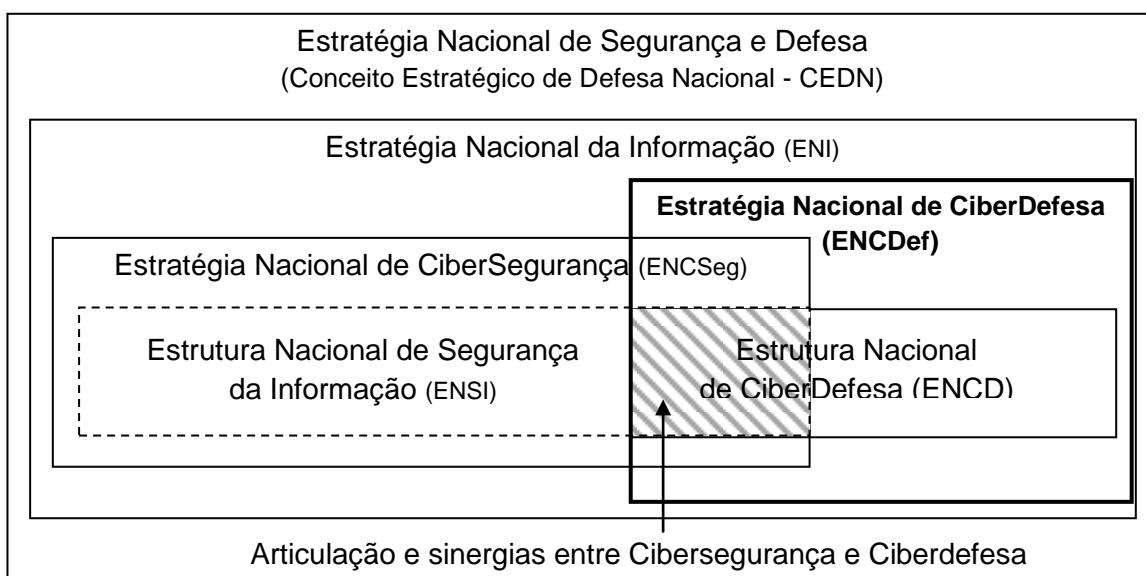 Estratégia Nacional de Segurança e Defesa
(Conceito Estratégico de Defesa Nacional - CEDN)
Estratégia Nacional da Informação (ENI)
Estratégia Nacional de CiberDefesa
(ENCDef)
Estratégia Nacional de CiberSegurança (ENCSeg)
Estrutura Nacional de Segurança
da Informação (ENSI)
Estrutura Nacional
de CiberDefesa (ENCD)
Articulação e sinergias entre Cibersegurança e Ciberdefesa